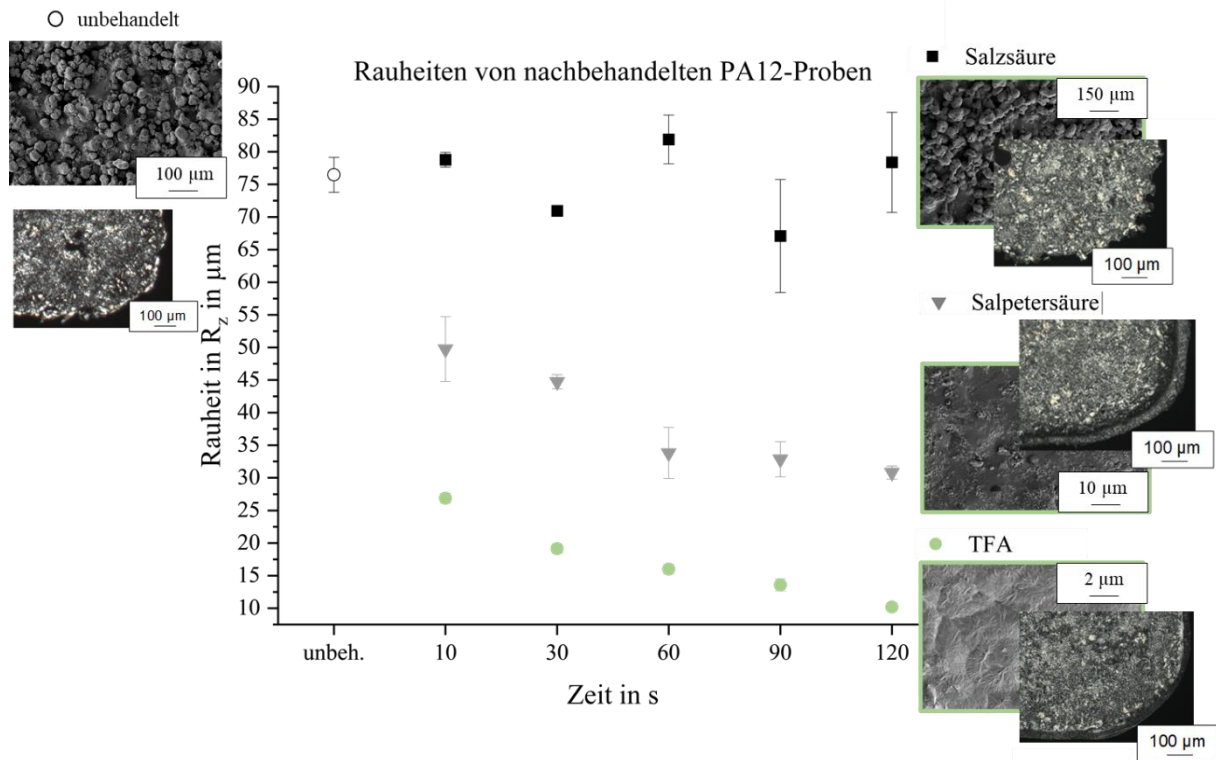 unbehandelt
100 µm
100 µm
Rauheiten von nachbehandelten PA12-Proben
Rauheit in Rz in µm
90
85
80
75
70
65
60
55
50
45
40
35
30
25
20
15
10
unbeh.
10
30
60
90
120
Zeit in s
Salzsäure
150 µm
100 µm
Salpetersäure
100 µm
10 µm
TFA
2 µm
100 µm